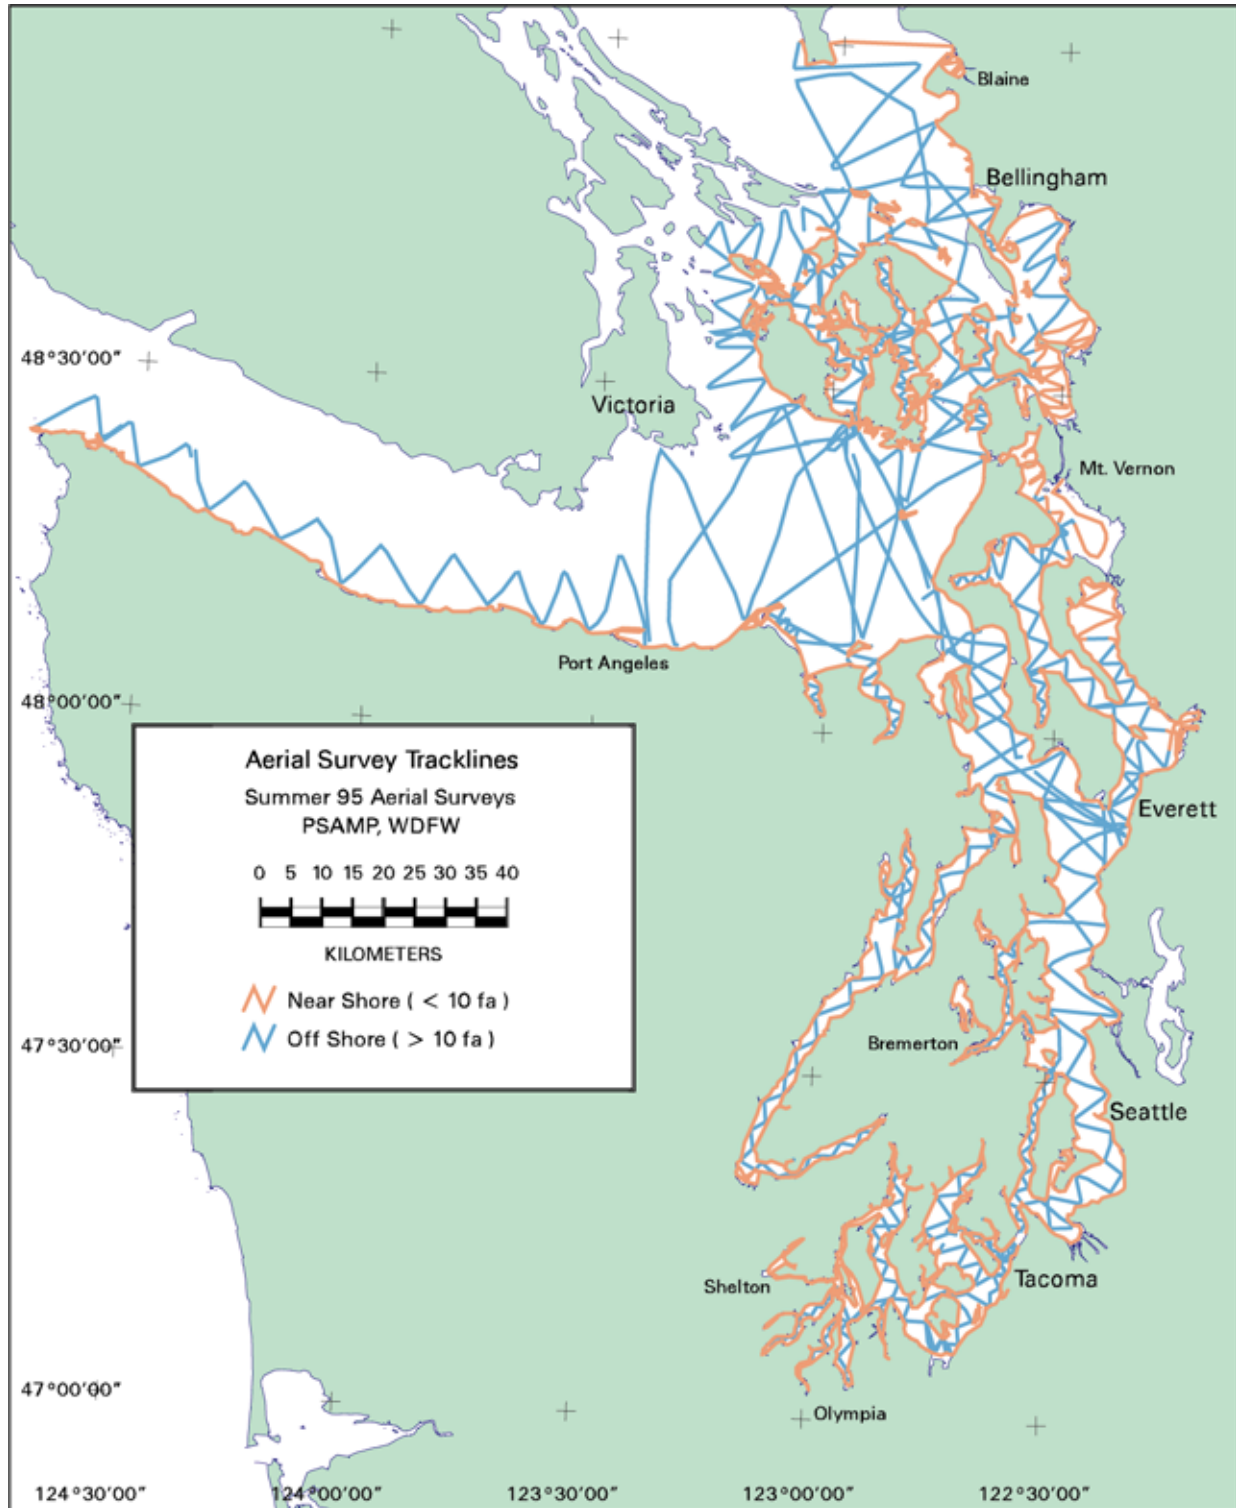 Blaine
Bellingham
48°30'00"
Victoria
Mt. Vernon
Port Angeles
48°00'00"
Aerial Survey Tracklines
Summer 95 Aerial Surveys
PSAMP, WDFW
0 5 10 15 20 25 30 35 40
KILOMETERS
Near Shore ( < 10 fa )
Off Shore ( > 10 fa )
Everett
Bremerton
47°30'00"
Seattle
Shelton
Tacoma
47°00'00"
Olympia
124°30'00" 124°00'00" 123°30'00" 123°00'00" 122°30'00"